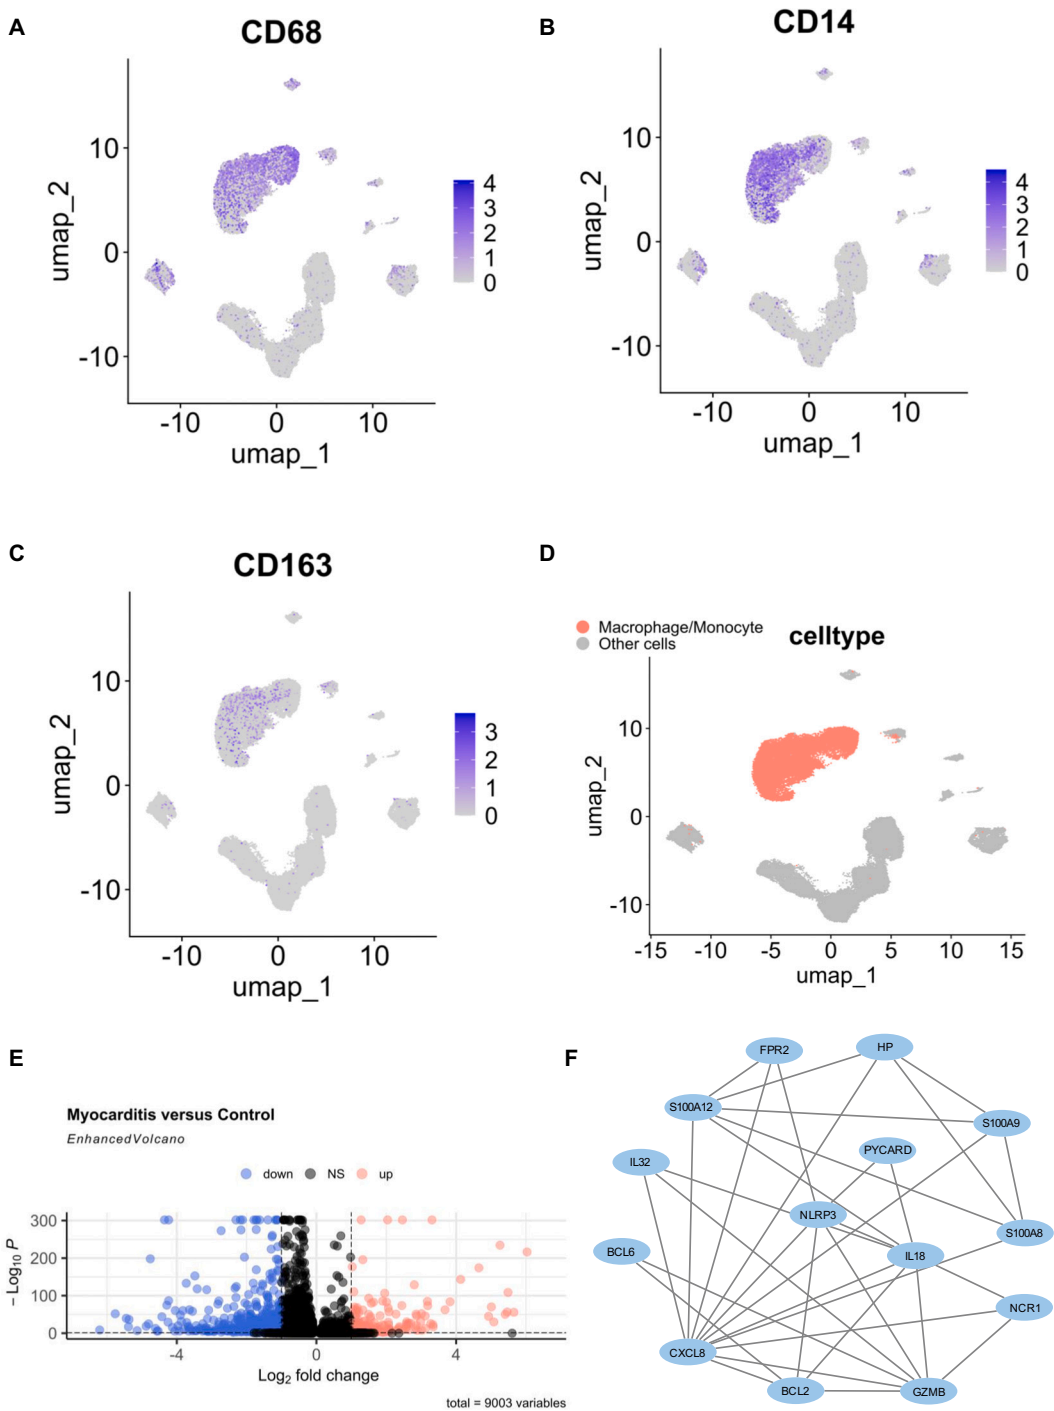 A
CD68
umap_2
10
0
-10
-10
0
10
umap_1
4
3
2
1
0
B
CD14
umap_2
10
0
-10
-10
0
10
umap_1
4
3
2
1
0
C
CD163
umap_2
10
0
-10
-10
0
10
umap_1
3
2
1
0
D
Macrophage/Monocyte
Other cells
celltype
umap_2
10
0
-10
-15
-10
-5
0
5
10
15
umap_1
E
Myocarditis versus Control
EnhancedVolcano
down
NS
up
– Log10 P
300
200
100
0
-4
0
4
Log2 fold change
total = 9003 variables
F
FPR2
HP
S100A12
S100A9
PYCARD
IL32
NLRP3
S100A8
BCL6
IL18
NCR1
CXCL8
BCL2
GZMB